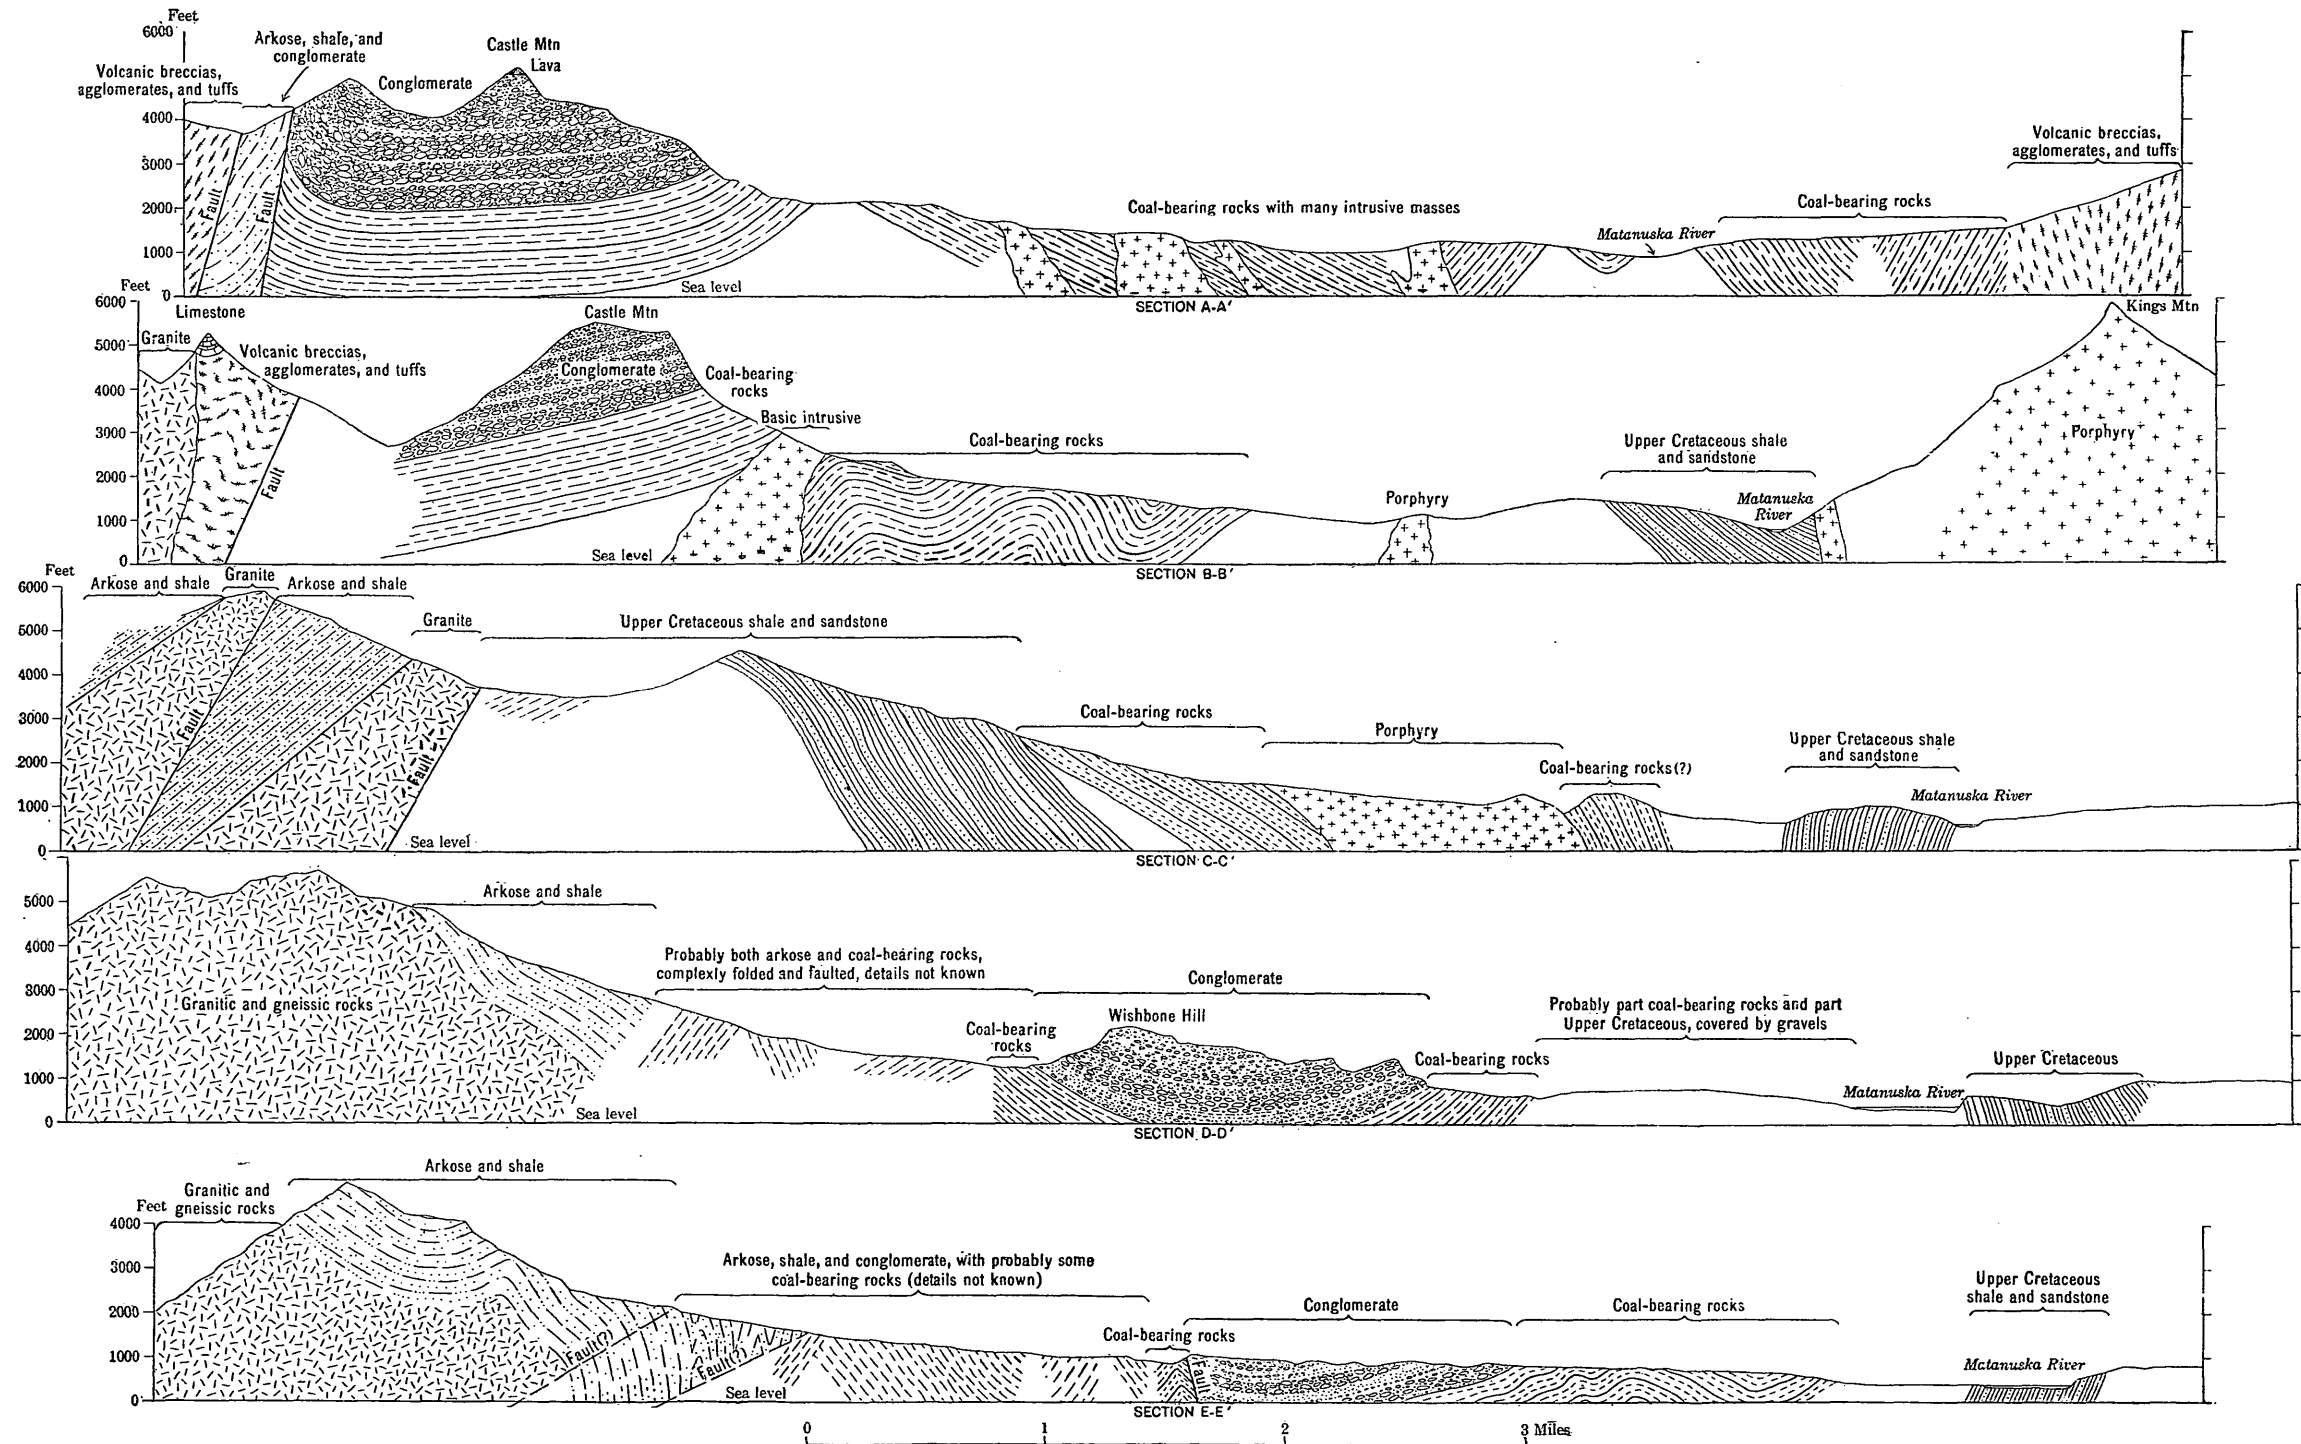 Feet
6000
4000
3000
2000
1000
0
Arkose, shale, and
conglomerate
Volcanic breccias,
agglomerates, and tuffs
Conglomerate
Castle Mtn
Lava
Fault
Fault
Sea level
Coal-bearing rocks with many intrusive masses
Matanuska River
Coal-bearing rocks
Volcanic breccias,
agglomerates, and tuffs
SECTION A-A'
Feet
6000
5000
4000
3000
2000
1000
0
Limestone
Granite
Volcanic breccias,
agglomerates, and tuffs
Fault
Castle Mtn
Conglomerate
Coal-bearing
rocks
Basic intrusive
Sea level
Coal-bearing rocks
Porphyry
Upper Cretaceous shale
and sandstone
Matanuska
River
Kings Mtn
Porphyry
SECTION B-B'
Feet
6000
5000
4000
3000
2000
1000
0
Arkose and shale
Granite
Arkose and shale
Granite
Fault
Fault
Sea level
Upper Cretaceous shale and sandstone
Coal-bearing rocks
Porphyry
Coal-bearing rocks(?)
Upper Cretaceous shale
and sandstone
Matanuska River
SECTION C-C'
5000
4000
3000
2000
1000
0
Granitic and gneissic rocks
Arkose and shale
Sea level
Probably both arkose and coal-bearing rocks,
complexly folded and faulted, details not known
Coal-bearing
rocks
Conglomerate
Wishbone Hill
Coal-bearing rocks
Probably part coal-bearing rocks and part
Upper Cretaceous, covered by gravels
Matanuska River
Upper Cretaceous
SECTION D-D'
Feet
4000
3000
2000
1000
0
Granitic and
gneissic rocks
Arkose and shale
Fault(?)
Fault(?)
Sea level
Arkose, shale, and conglomerate, with probably some
coal-bearing rocks (details not known)
Coal-bearing rocks
Fault
Conglomerate
Coal-bearing rocks
Upper Cretaceous
shale and sandstone
Matanuska River
SECTION E-E'
0 1 2 3 Miles